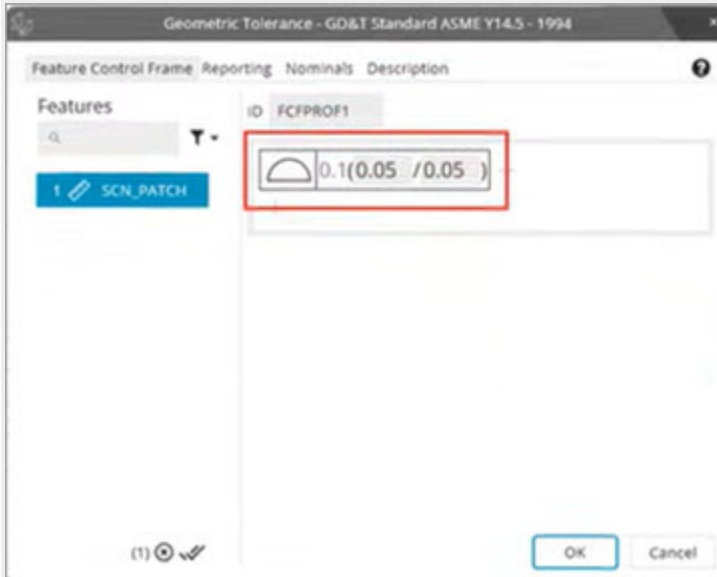 Geometric Tolerance - GD&T Standard ASME Y14.5 - 1994
Feature Control Frame Reporting Nominals Description
Features
ID FCFPROF1
0.1(0.05 /0.05 )
1 SCN_PATCH
(1)
OK Cancel